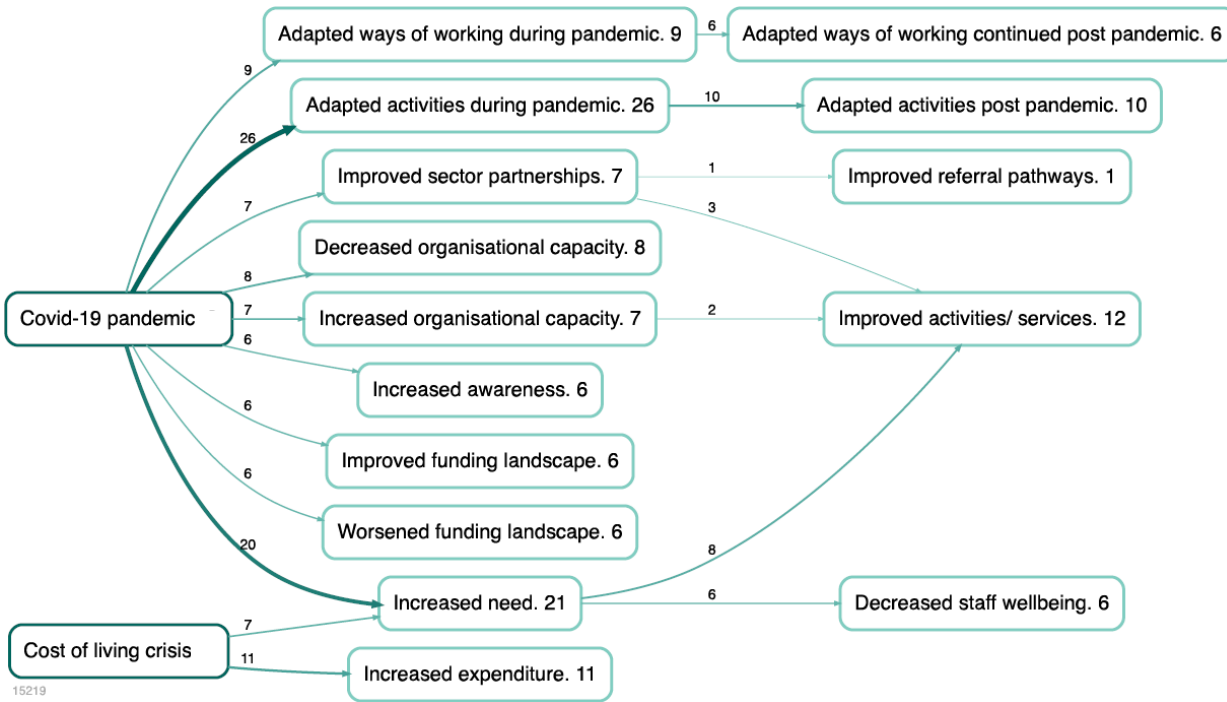 Adapted ways of working during pandemic. 9
6
Adapted ways of working continued post pandemic. 6
9
Adapted activities during pandemic. 26
10
Adapted activities post pandemic. 10
26
Improved sector partnerships. 7
1
Improved referral pathways. 1
7
3
Decreased organisational capacity. 8
8
Covid-19 pandemic
7
Increased organisational capacity. 7
2
Improved activities/ services. 12
6
Increased awareness. 6
6
Improved funding landscape. 6
6
Worsened funding landscape. 6
20
8
Increased need. 21
6
Decreased staff wellbeing. 6
7
Cost of living crisis
11
Increased expenditure. 11
15219